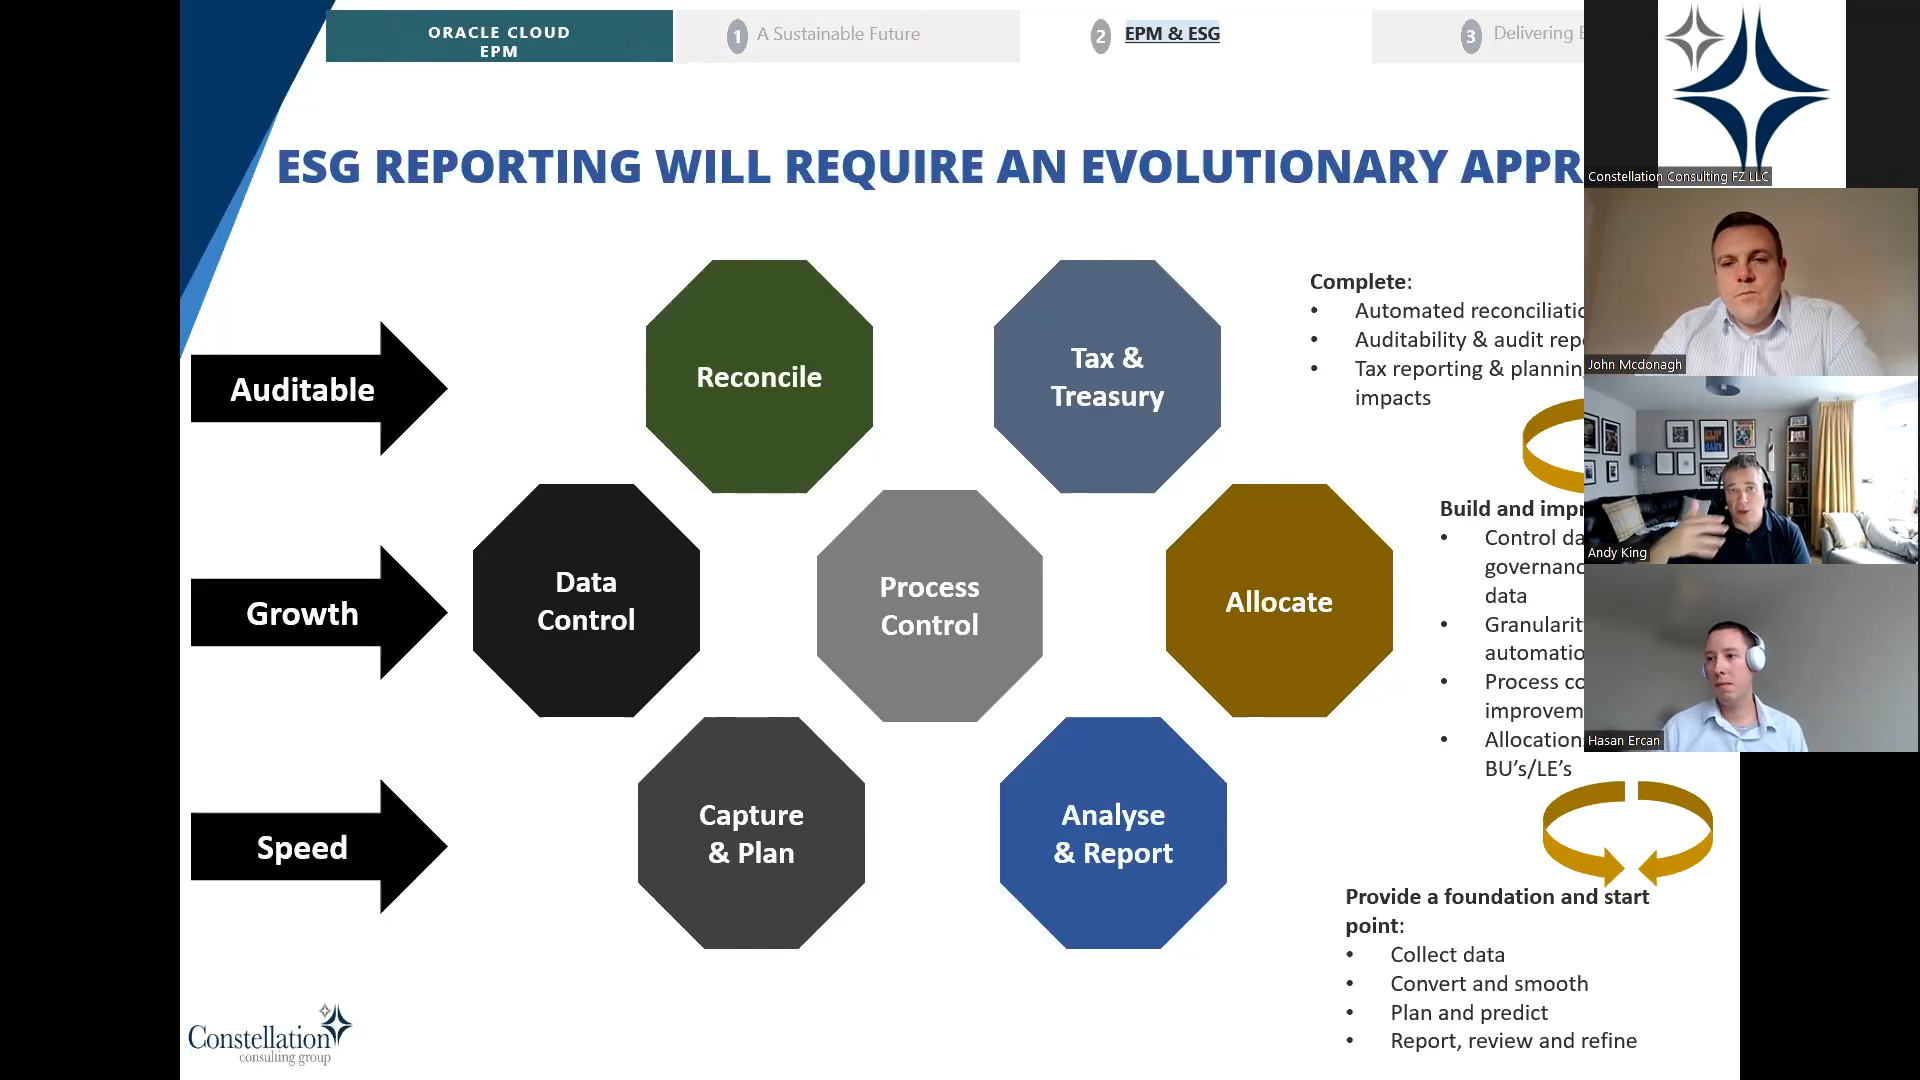 ORACLE CLOUD
EPM
1 A Sustainable Future
2 EPM & ESG
3 Delivering
ESG REPORTING WILL REQUIRE AN EVOLUTIONARY APPR
Constellation Consulting FZ LLC
John Mcdonagh
Andy King
Hasan Ercan
Auditable
Growth
Speed
Reconcile
Tax &
Treasury
Data
Control
Process
Control
Allocate
Capture
& Plan
Analyse
& Report
Complete:
• Automated reconciliatio
• Auditability & audit rep
• Tax reporting & plannin
impacts
Build and impr
• Control da
governanc
data
• Granularit
automatio
• Process co
improvem
• Allocation
BU's/LE's
Provide a foundation and start
point:
• Collect data
• Convert and smooth
• Plan and predict
• Report, review and refine
Constellation
consulting group